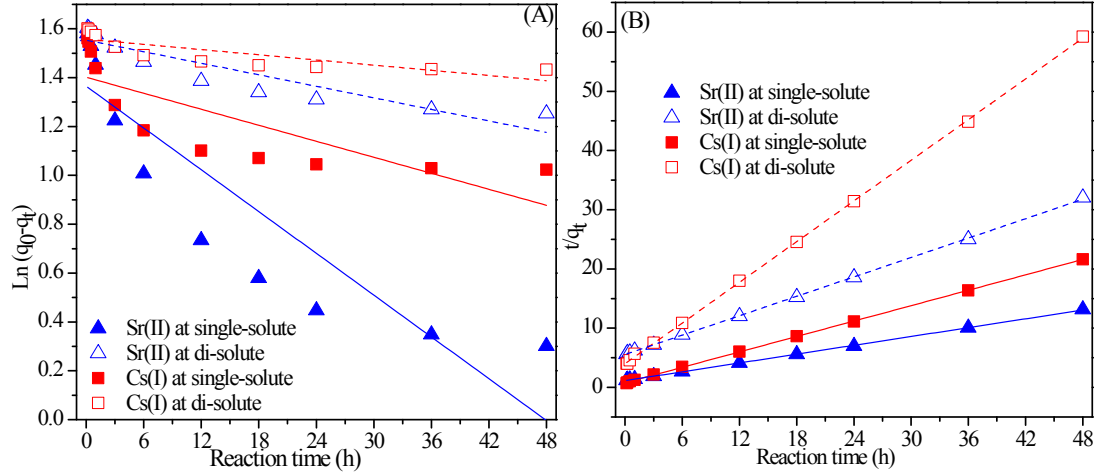 (A)
Ln (q0-qt)
1.6
1.4
1.2
1.0
1.6
0.4
0.2
0.0
Sr(II) at single-solute
Sr(II) at di-solute
Cs(I) at single-solute
Cs(I) at di-solute
0 6 12 18 24 30 36 42 48
Reaction time (h)
(B)
t/qt
60
50
40
30
20
10
0
Sr(II) at single-solute
Sr(II) at di-solute
Cs(I) at single-solute
Cs(I) at di-solute
0 6 12 18 24 30 36 42 48
Reaction time (h)